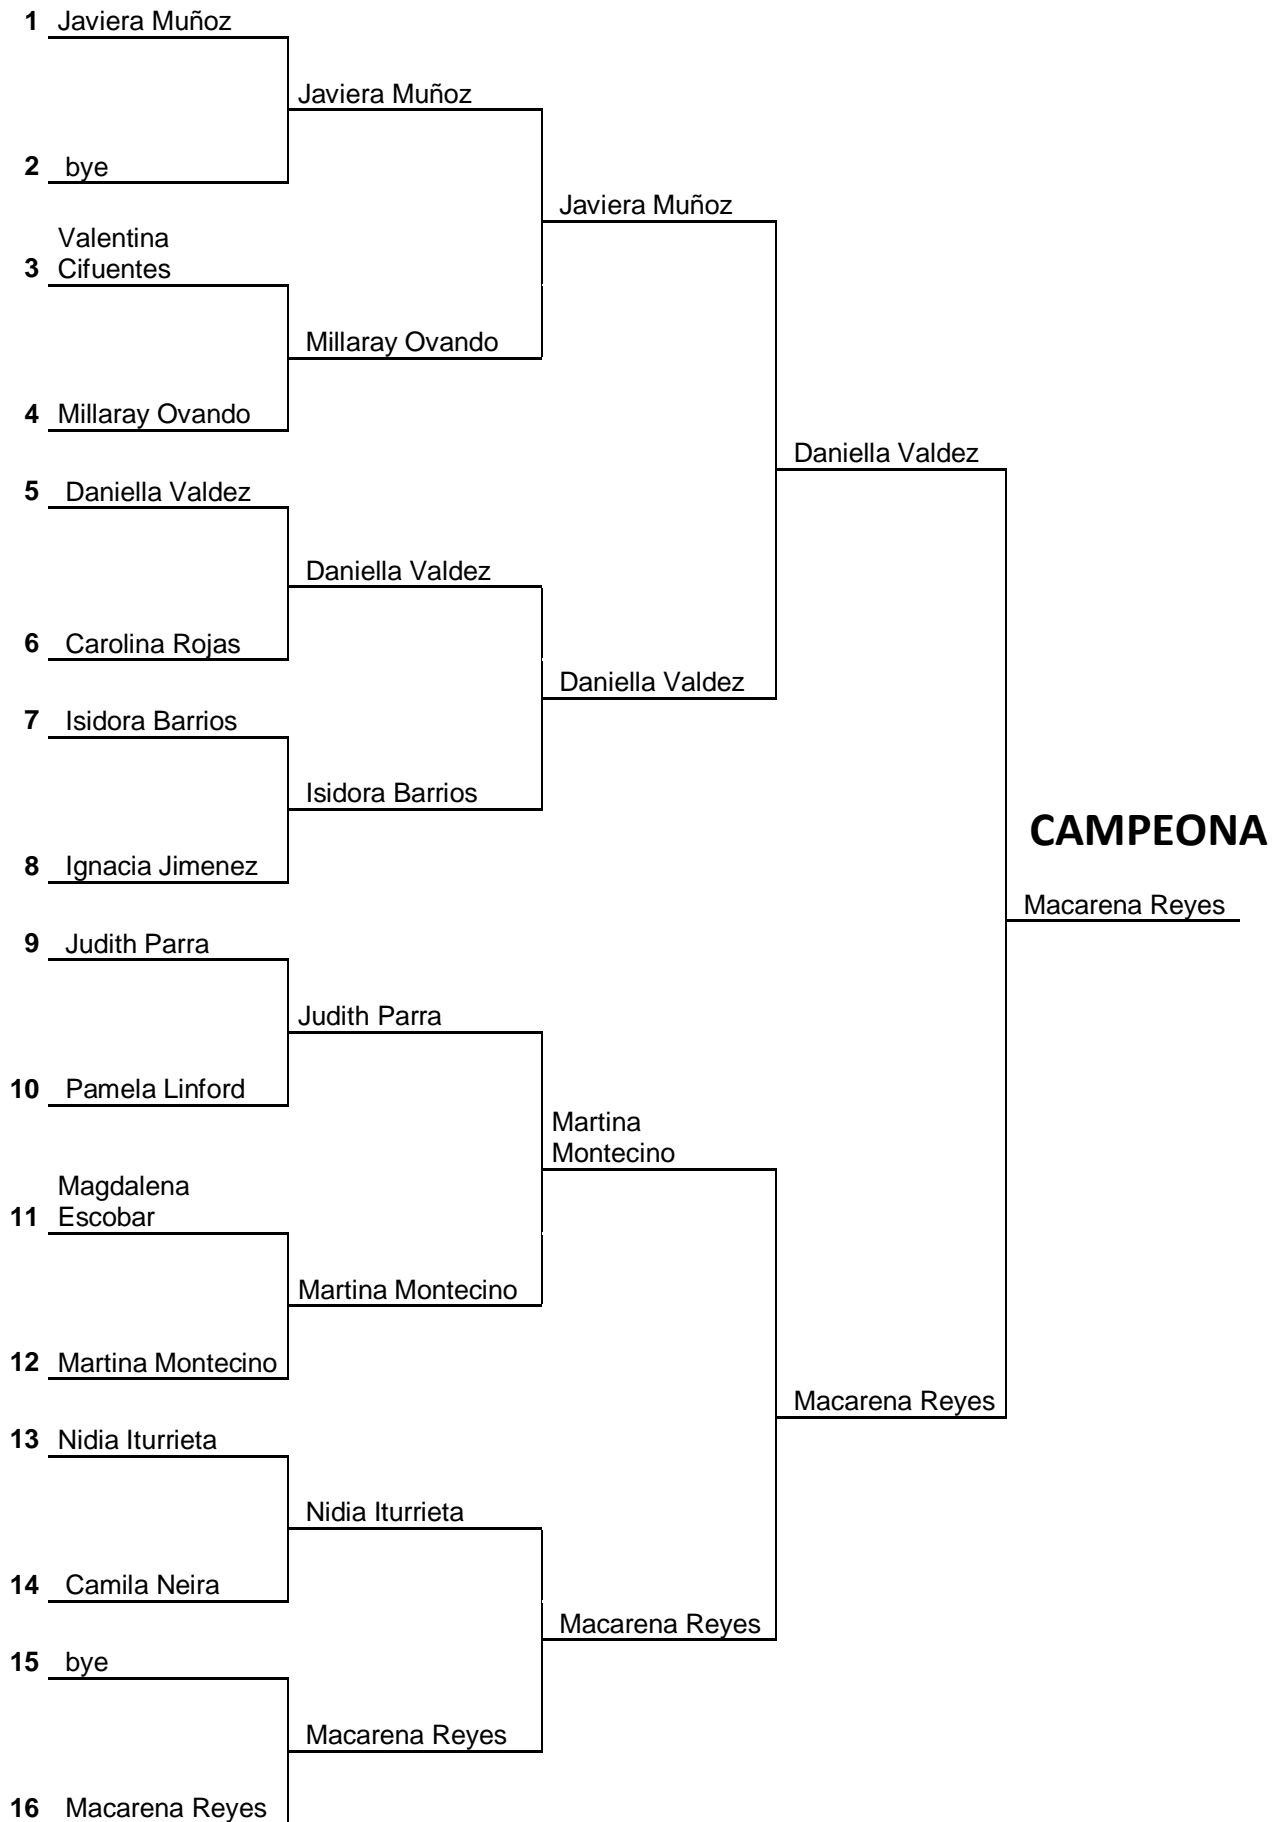 1 Javiera Muñoz
Javiera Muñoz
2 bye
Javiera Muñoz
Valentina
3 Cifuentes
Millaray Ovando
4 Millaray Ovando
Daniella Valdez
5 Daniella Valdez
Daniella Valdez
6 Carolina Rojas
Daniella Valdez
7 Isidora Barrios
Isidora Barrios
CAMPEONA
8 Ignacia Jimenez
Macarena Reyes
9 Judith Parra
Judith Parra
10 Pamela Linford
Martina
Montecino
Magdalena
11 Escobar
Martina Montecino
12 Martina Montecino
Macarena Reyes
13 Nidia Iturrieta
Nidia Iturrieta
14 Camila Neira
Macarena Reyes
15 bye
Macarena Reyes
16 Macarena Reyes